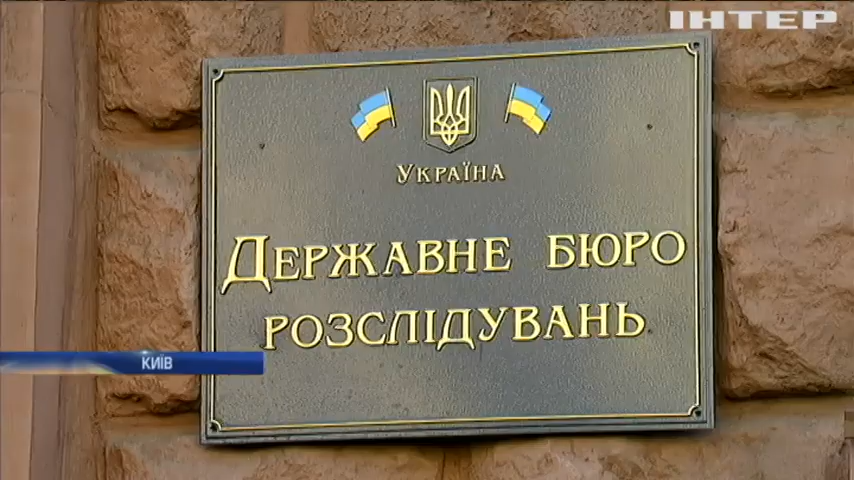 ІНТЕР
УКРАЇНА
ДЕРЖАВНЕ БЮРО
РОЗСЛІДУВАНЬ
КИЇВ